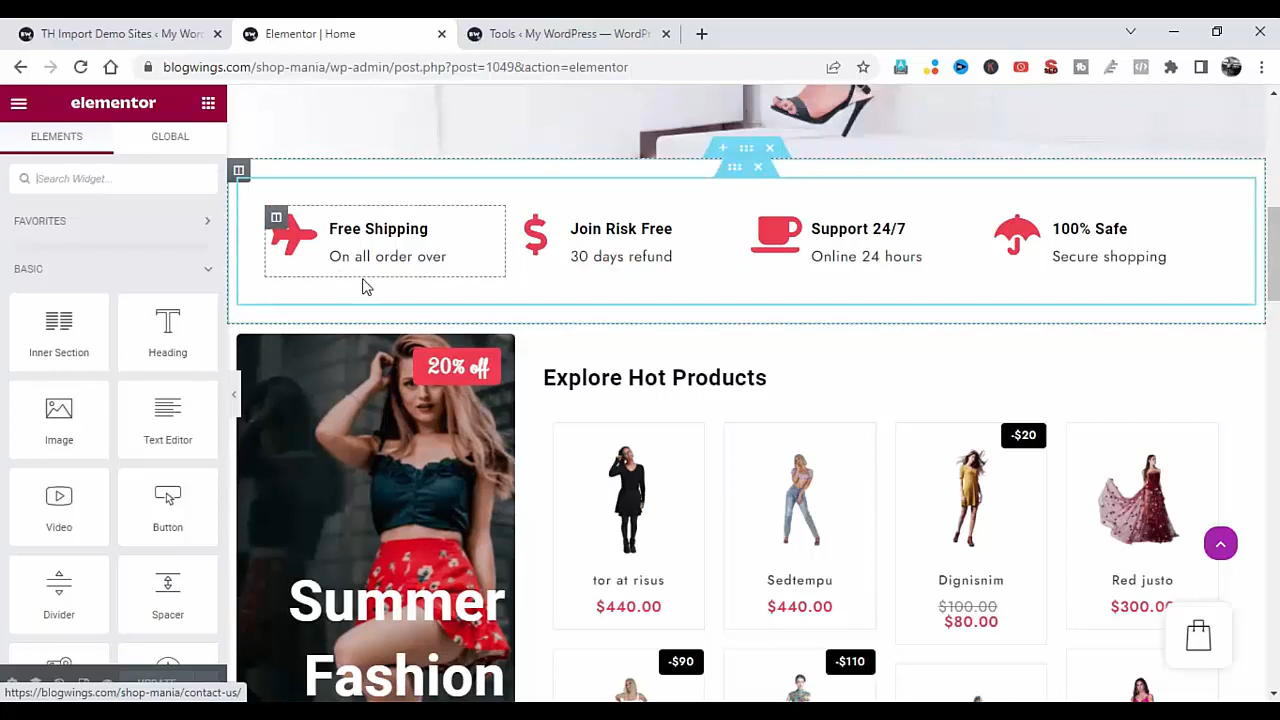 TH Import Demo Sites ‹ My Wor
Elementor | Home
Tools ‹ My WordPress — WordPr
blogwings.com/shop-mania/wp-admin/post.php?post=1049&action=elementor
elementor
ELEMENTS
GLOBAL
Search Widget...
FAVORITES
BASIC
Inner Section
Heading
Image
Text Editor
Video
Button
Divider
Spacer
UPDATE
https://blogwings.com/shop-mania/contact-us/
Free Shipping
On all order over
Join Risk Free
30 days refund
Support 24/7
Online 24 hours
100% Safe
Secure shopping
20% off
Summer
Fashion
Explore Hot Products
-$20
tor at risus
$440.00
Sedtempu
$440.00
Dignisnim
$100.00
$80.00
Red justo
$300.00
-$90
-$110